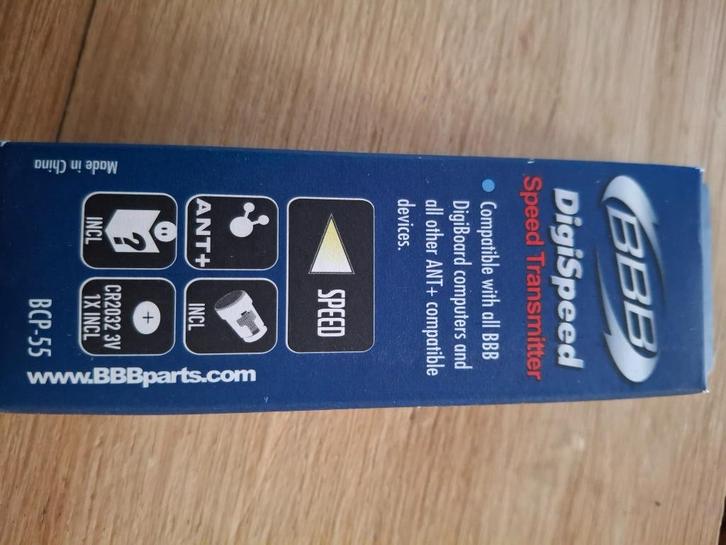 BBB
DigiSpeed
Speed Transmitter
Compatible with all BBB
DigiBoard computers and
all other ANT+ compatible
devices.
SPEED
ANT+
INCL
?
INCL
CR2032 3V
1X INCL
BCP-55
www.BBBparts.com
Made in China